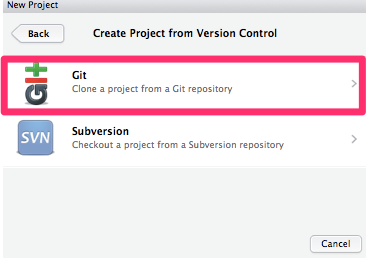 New Project
Back
Create Project from Version Control
Git
Clone a project from a Git repository
SVN
Subversion
Checkout a project from a Subversion repository
Cancel